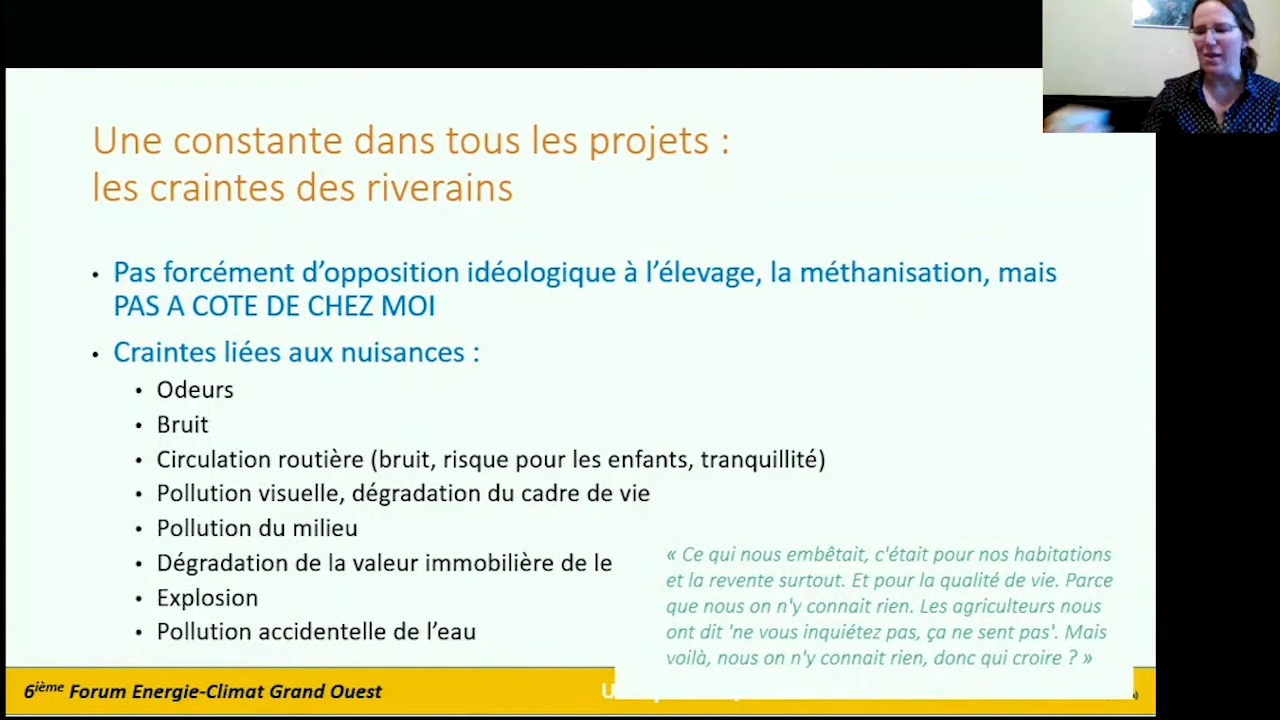 Une constante dans tous les projets :
les craintes des riverains
• Pas forcément d’opposition idéologique à l’élevage, la méthanisation, mais
PAS A COTE DE CHEZ MOI
• Craintes liées aux nuisances :
• Odeurs
• Bruit
• Circulation routière (bruit, risque pour les enfants, tranquillité)
• Pollution visuelle, dégradation du cadre de vie
• Pollution du milieu
• Dégradation de la valeur immobilière de le
• Explosion
• Pollution accidentelle de l’eau
« Ce qui nous embêtait, c'était pour nos habitations
et la revente surtout. Et pour la qualité de vie. Parce
que nous on n'y connait rien. Les agriculteurs nous
ont dit 'ne vous inquiétez pas, ça ne sent pas'. Mais
voilà, nous on n'y connait rien, donc qui croire ? »
6ième Forum Energie-Climat Grand Ouest